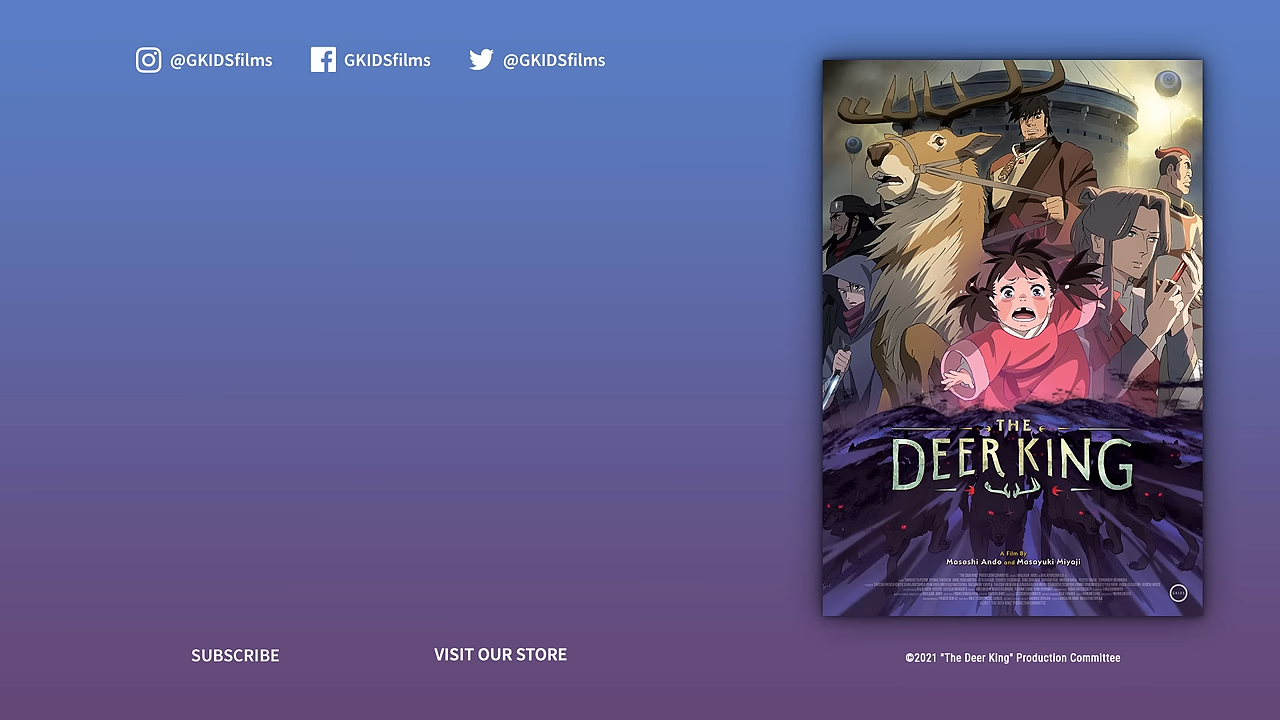 @GKIDSfilms
GKIDSfilms
@GKIDSfilms
THE
DEER KING
A Film By
Masashi Ando and Masayuki Miyaji
GKIDS
SUBSCRIBE
VISIT OUR STORE
©2021 "The Deer King" Production Committee